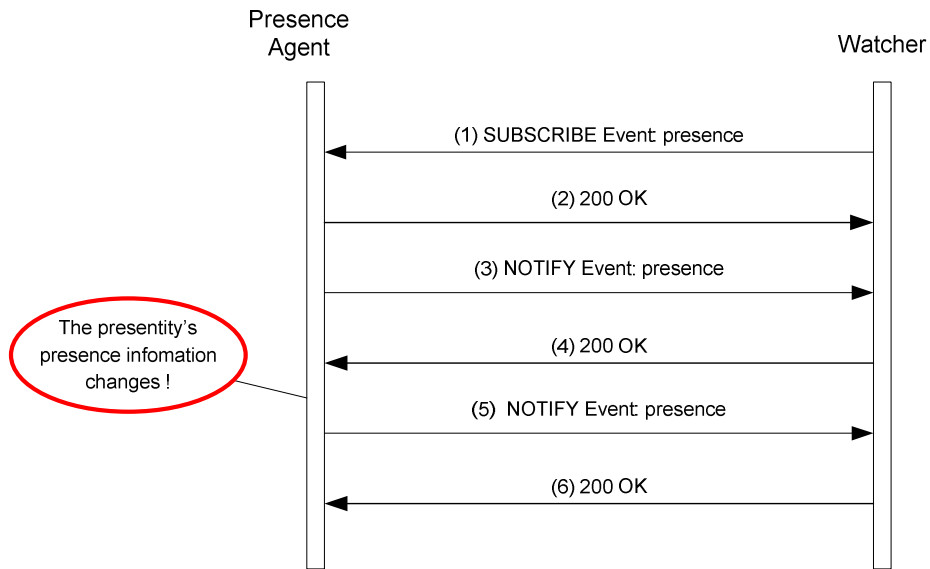 Presence
Agent
Watcher
(1) SUBSCRIBE Event: presence
(2) 200 OK
(3) NOTIFY Event: presence
The presentity's
presence infomation
changes !
(4) 200 OK
(5) NOTIFY Event: presence
(6) 200 OK